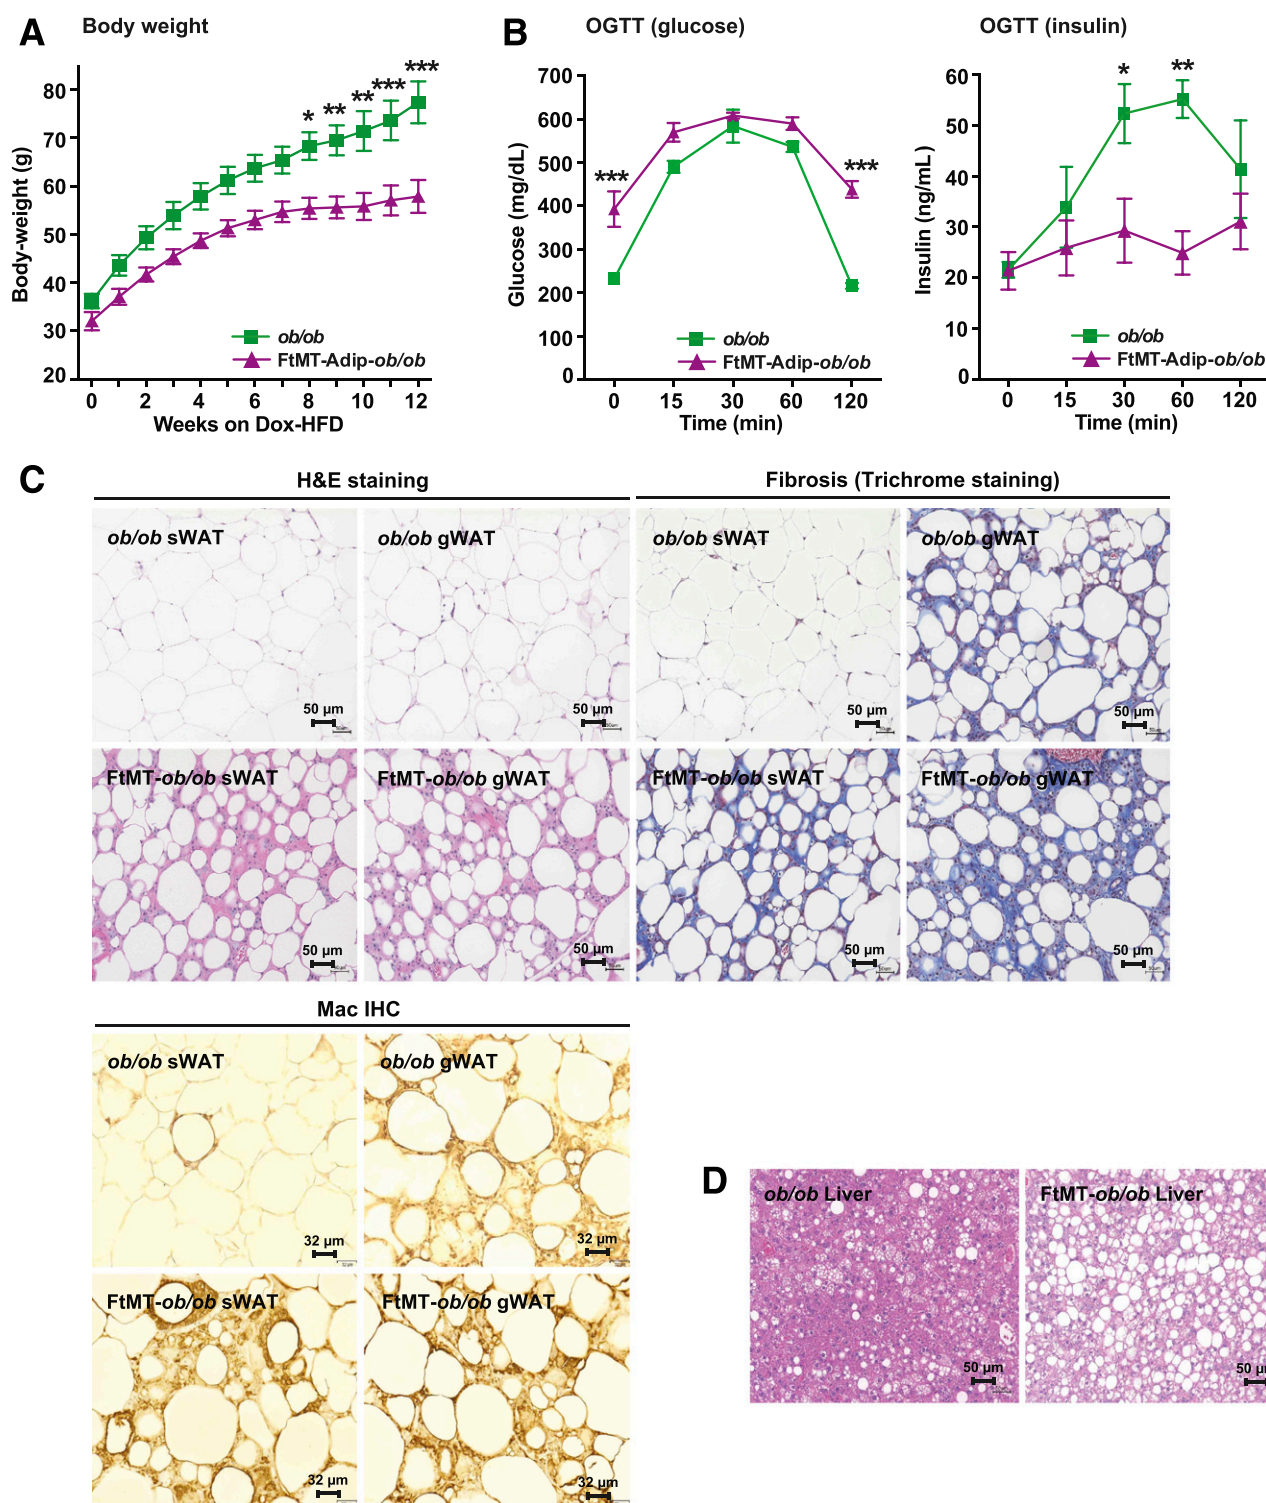 A Body weight
Body-weight (g)
80
70
60
50
40
30
20
* ** ** *** ***
ob/ob
FtMT-Adip-ob/ob
0 2 4 6 8 10 12
Weeks on Dox-HFD
B OGTT (glucose)
Glucose (mg/dL)
700
600
500
400
300
200
100
0
*** ***
ob/ob
FtMT-Adip-ob/ob
0 15 30 60 120
Time (min)
OGTT (insulin)
Insulin (ng/mL)
60
50
40
30
20
10
0
* **
ob/ob
FtMT-Adip-ob/ob
0 15 30 60 120
Time (min)
C
H&E staining
Fibrosis (Trichrome staining)
ob/ob sWAT
50 µm
ob/ob gWAT
50 µm
ob/ob sWAT
50 µm
ob/ob gWAT
50 µm
FtMT-ob/ob sWAT
50 µm
FtMT-ob/ob gWAT
50 µm
FtMT-ob/ob sWAT
50 µm
FtMT-ob/ob gWAT
50 µm
Mac IHC
ob/ob sWAT
32 µm
ob/ob gWAT
32 µm
FtMT-ob/ob sWAT
32 µm
FtMT-ob/ob gWAT
32 µm
D
ob/ob Liver
50 µm
FtMT-ob/ob Liver
50 µm